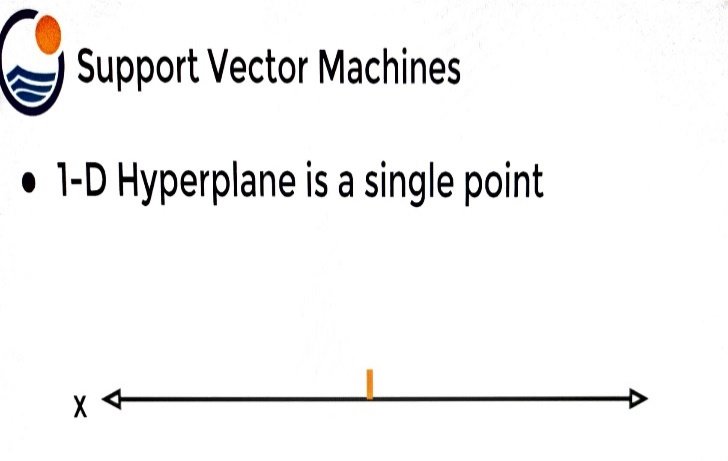 Support Vector Machines
• 1-D Hyperplane is a single point
X